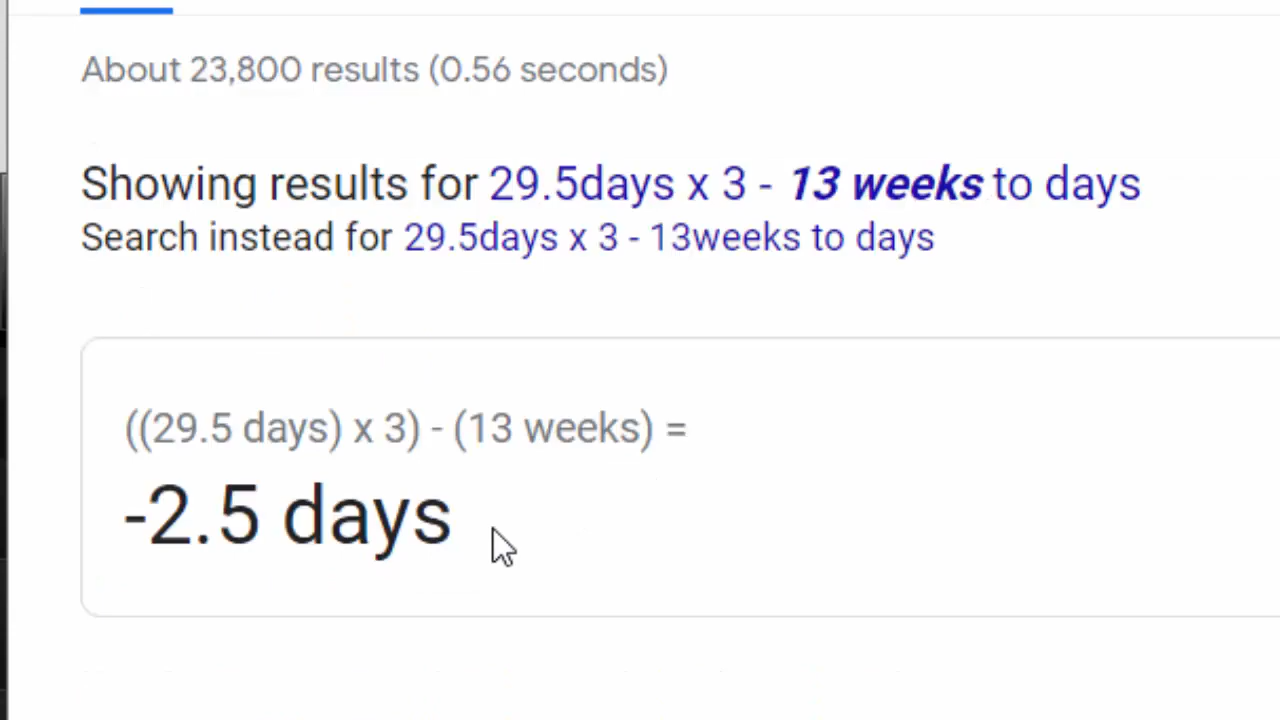 About 23,800 results (0.56 seconds)
Showing results for 29.5days x 3 - 13 weeks to days
Search instead for 29.5days x 3 - 13weeks to days
((29.5 days) x 3) - (13 weeks) =
-2.5 days